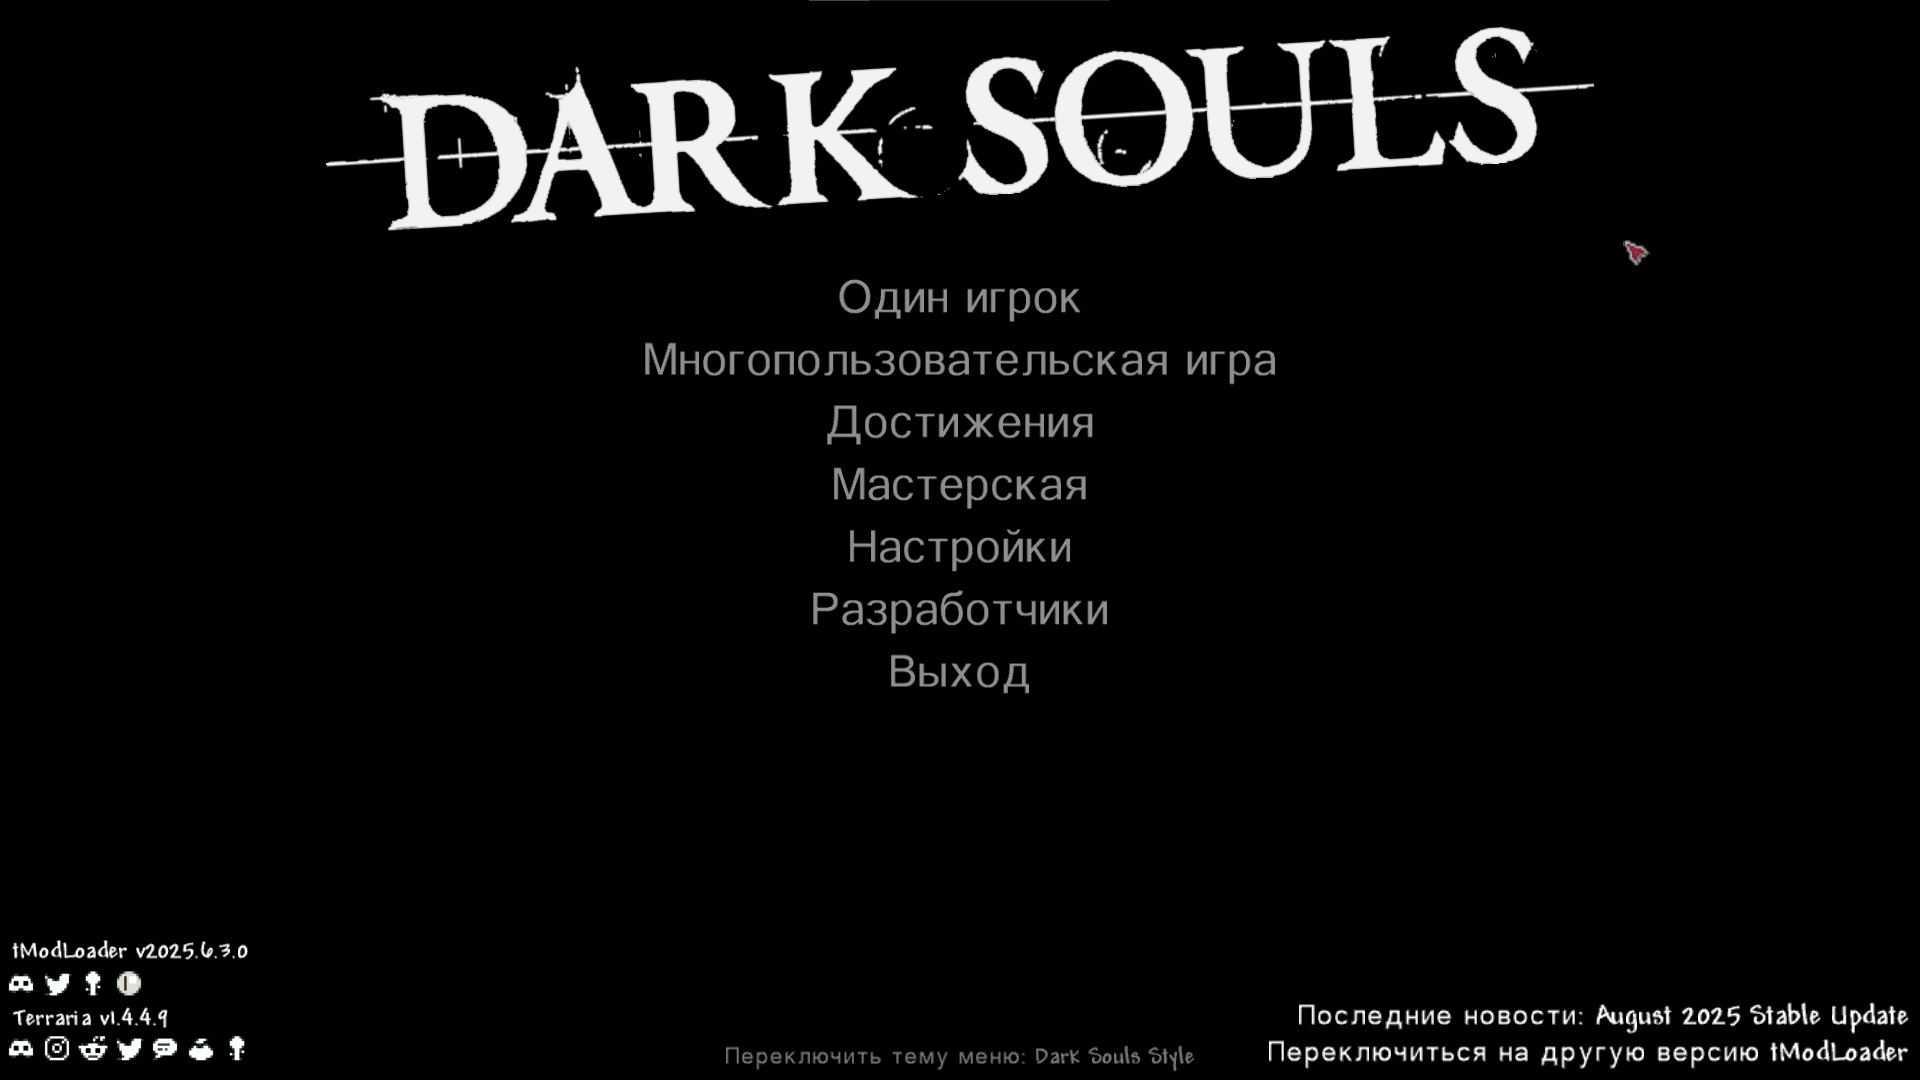 DARK SOULS
Один игрок
Многопользовательская игра
Достижения
Мастерская
Настройки
Разработчики
Выход
tModLoader v2025.6.3.0
Terraria v1.4.4.9
Переключить тему меню: Dark Souls Style
Последние новости: August 2025 Stable Update
Переключиться на другую версию tModLoader